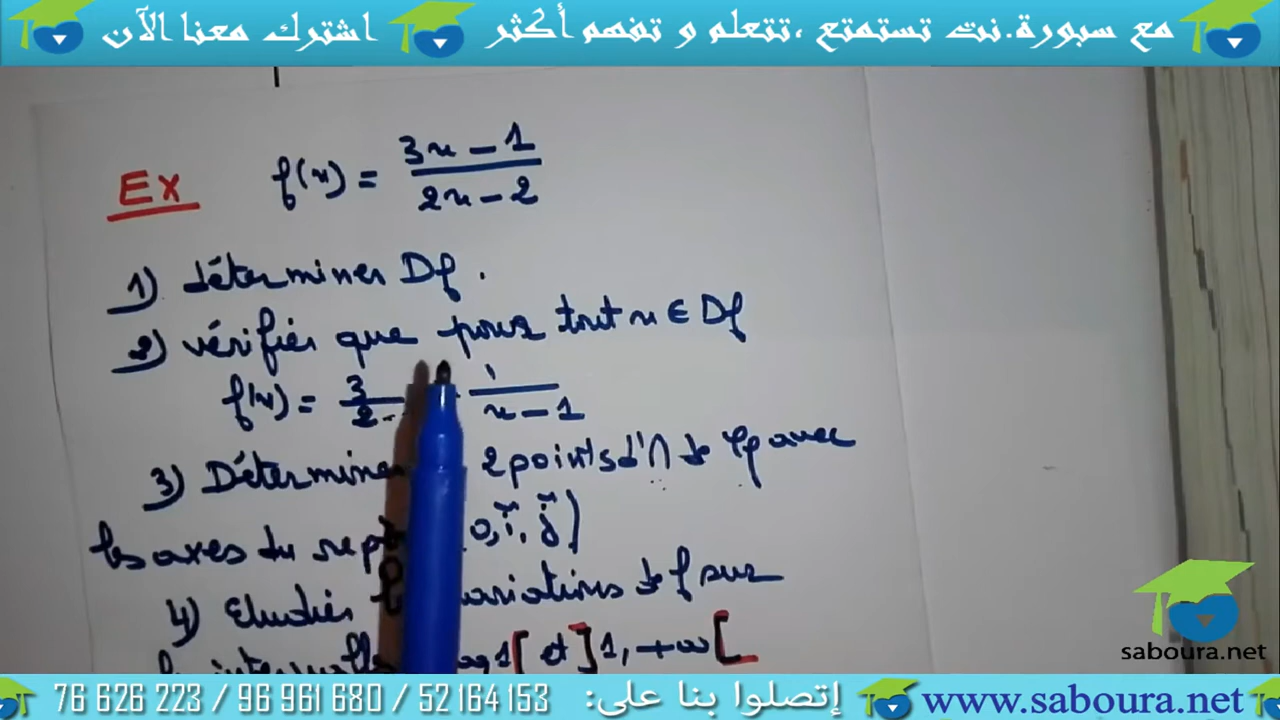 مع سبورة.نت تستمتع ،تتعلم و تفهم أكثر اشترك معنا الآن
Ex f(x) = 3x - 1 / 2x - 2
1) déterminer Df.
2) vérifier que pour tout x ∈ Df
f(x) = 3/2 1/x - 1
3) Déterminer 2 points d'∩ de Cf avec
les axes du (o, i, j)
4) Etudier variations de f sur
1[ et ]1, +∞[
saboura.net
76 626 223 / 96 961 680 / 52 164 153 إتصلوا بنا على: www.saboura.net